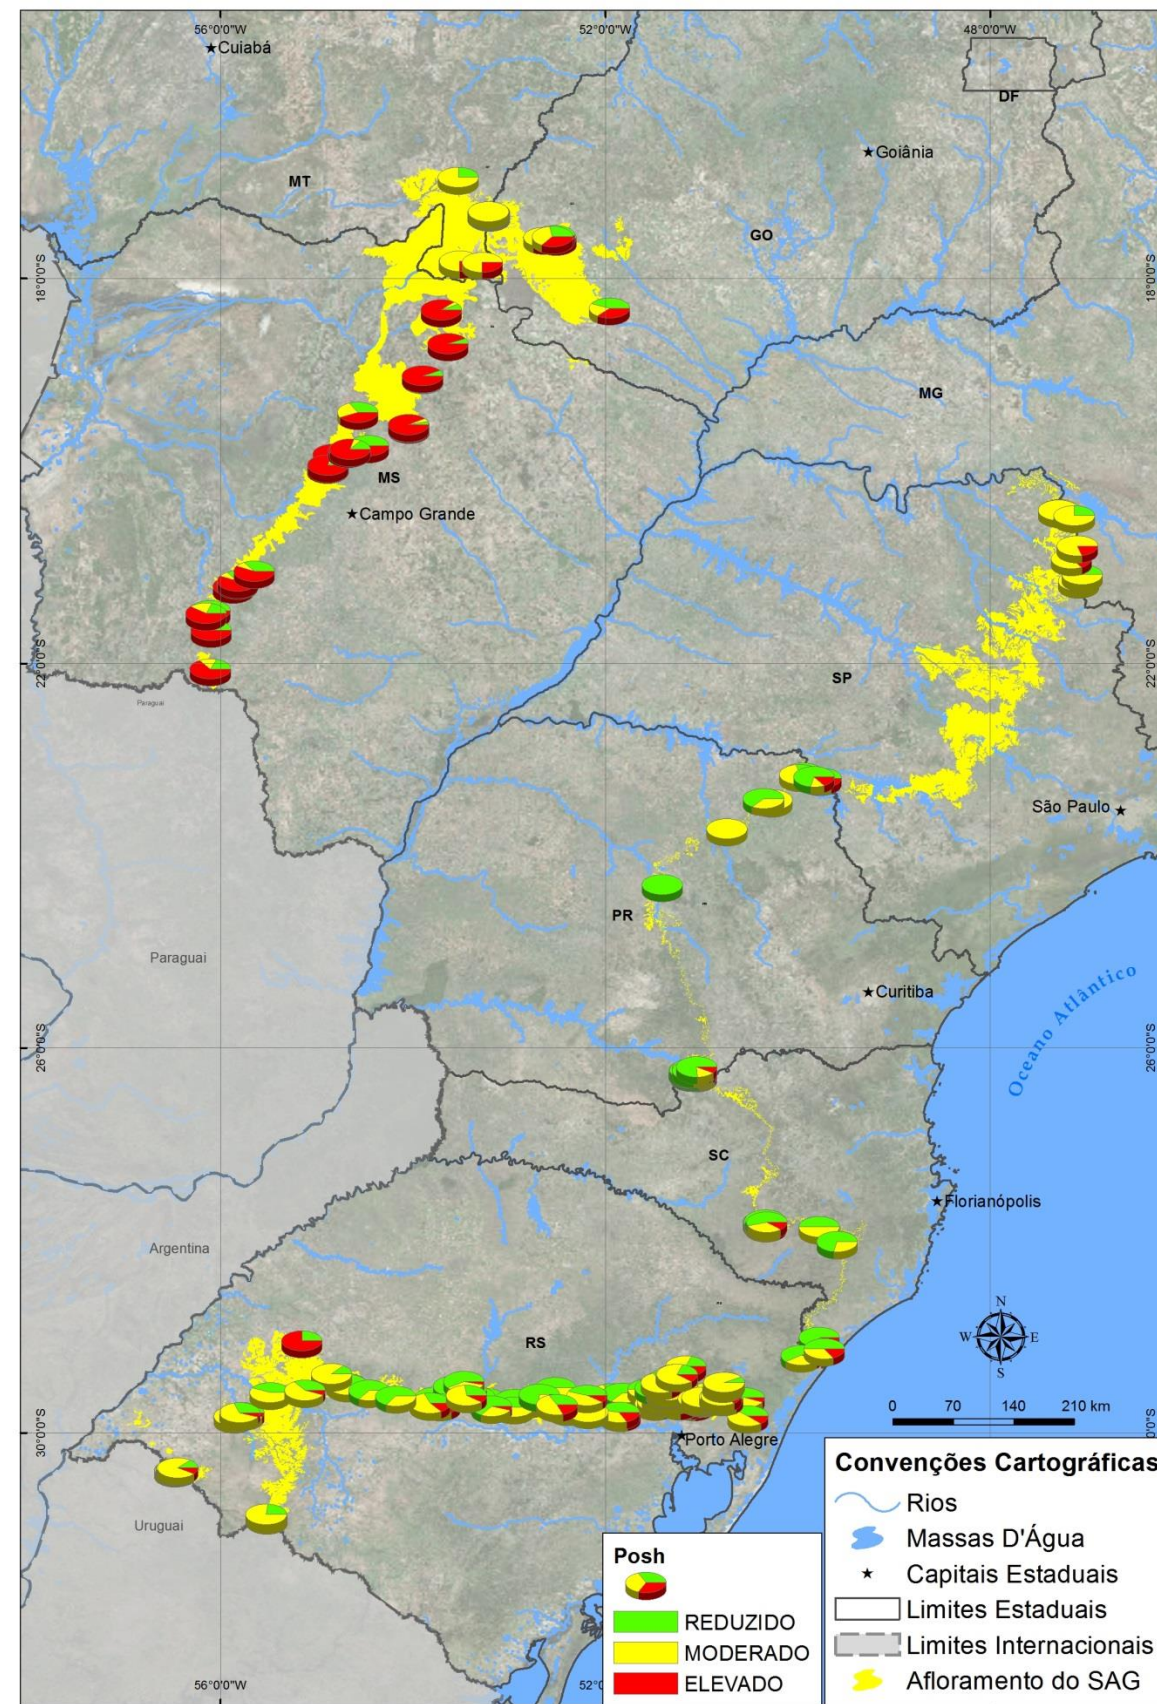 56°0'0"W
52°0'0"W
48°0'0"W
Cuiabá
DF
Goiânia
MT
GO
18°0'0"S
18°0'0"S
MG
MS
Campo Grande
22°0'0"S
22°0'0"S
SP
Paraguai
São Paulo
PR
Paraguai
Curitiba
Oceano Atlântico
26°0'0"S
26°0'0"S
SC
Florianópolis
Argentina
N
W
E
S
RS
0
70
140
210 km
30°0'0"S
Porto Alegre
Convenções Cartográficas
Rios
Uruguai
Massas D'Água
Posh
Capitais Estaduais
Limites Estaduais
REDUZIDO
Limites Internacionais
MODERADO
Afloramento do SAG
ELEVADO
56°0'0"W